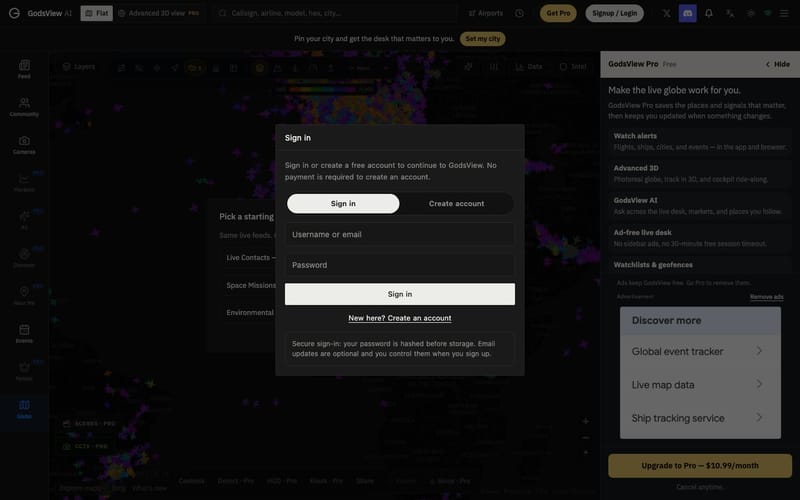 GodsView AI
Flat
Advanced 3D view PRO
Callsign, airline, model, hex, city...
Airports
Get Pro
Signup / Login
Pin your city and get the desk that matters to you.
Set my city
Feed
Community
Cameras
Events
Globe
Layers
Data
Intel
Pick a starting
Same live feeds.
Live Contacts —
Space Missions
Environmental
SCENES · PRO
CCTV · PRO
Sign in
Sign in or create a free account to continue to GodsView. No
payment is required to create an account.
Sign in
Create account
Username or email
Password
Sign in
New here? Create an account
Secure sign-in: your password is hashed before storage. Email
updates are optional and you control them when you sign up.
GodsView Pro Free
Hide
Make the live globe work for you.
GodsView Pro saves the places and signals that matter,
then keeps you updated when something changes.
Watch alerts
Flights, ships, cities, and events — in the app and browser.
Advanced 3D
Photoreal globe, track in 3D, and cockpit ride-along.
GodsView AI
Ask across the live desk, markets, and places you follow.
Ad-free live desk
No sidebar ads, no 30-minute free session timeout.
Watchlists & geofences
Ads keep GodsView free. Go Pro to remove them.
Advertisement
Remove ads
Discover more
Global event tracker
Live map data
Ship tracking service
Upgrade to Pro — $10.99/month
Cancel anytime.